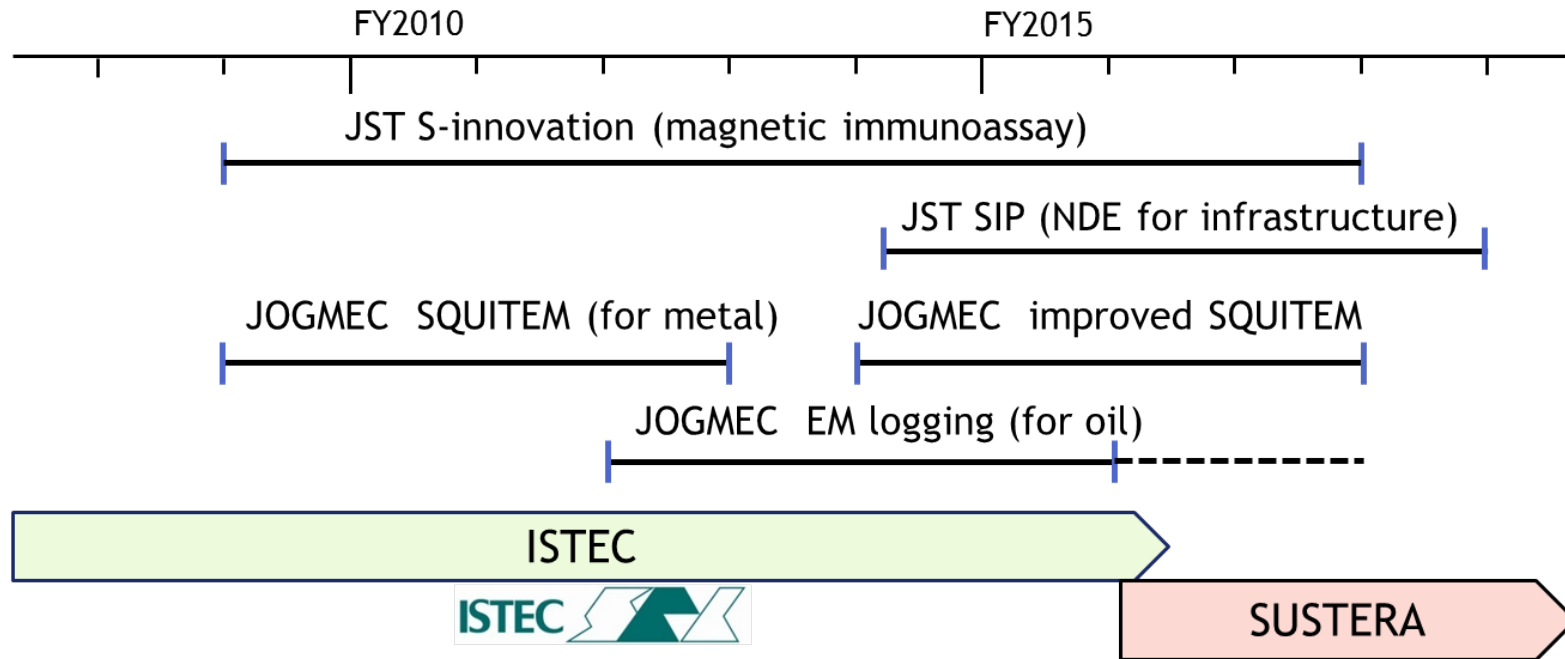 FY2010
FY2015
JST S-innovation (magnetic immunoassay)
JST SIP (NDE for infrastructure)
JOGMEC SQUITEM (for metal)
JOGMEC improved SQUITEM
JOGMEC EM logging (for oil)
ISTEC
ISTEC
SUSTERA